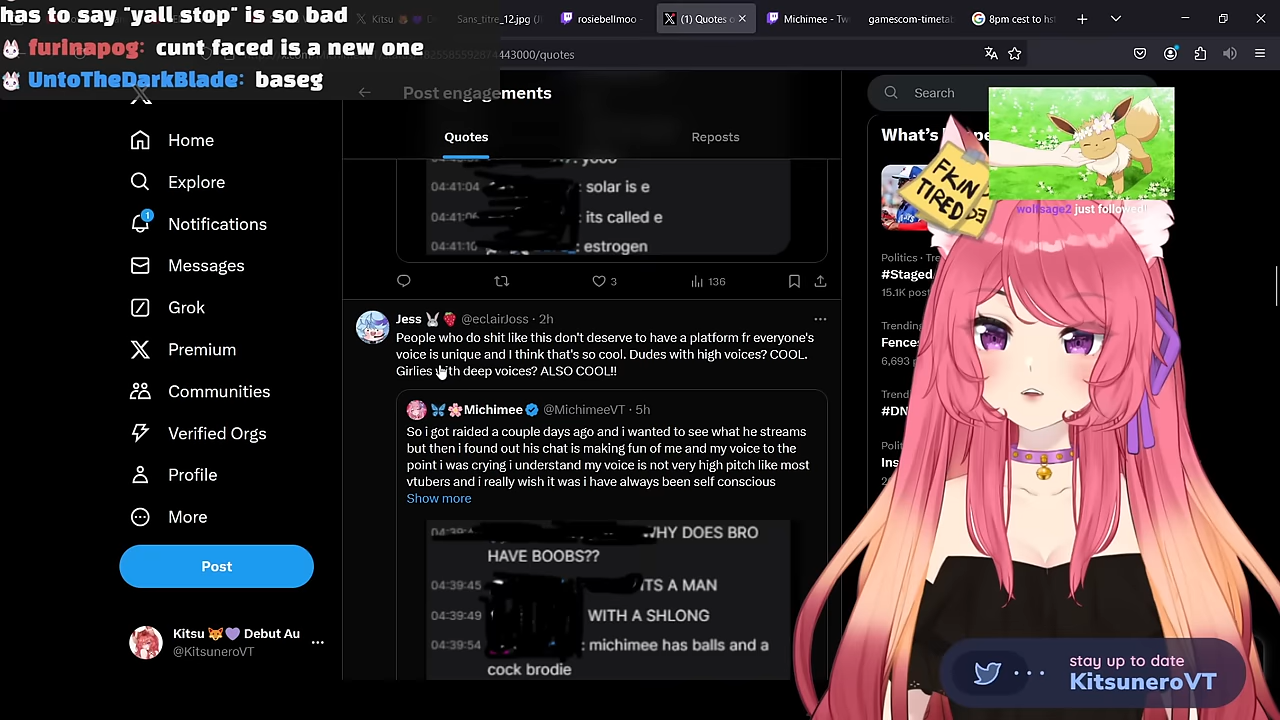 has to say "yall stop" is so bad
furinapog: cunt faced is a new one
UntoTheDarkBlade: baseg
Kitsu
Sans_titre_12.jpg (
rosiebellmoo
(1) Quotes
Michimee - Tw
gamescom-timetab
8pm cest to hst
443000/quotes
Post engagements
Quotes
Reposts
Search
What's
Home
Explore
1
Notifications
Messages
Grok
Premium
Communities
Verified Orgs
Profile
More
Post
Kitsu Debut Au
@KitsuneroVT
04:41:04 : solar is e
: its called e
04:41:10 : estrogen
3
136
Jess @eclairJoss · 2h
People who do shit like this don't deserve to have a platform fr everyone's
voice is unique and I think that's so cool. Dudes with high voices? COOL.
Girlies with deep voices? ALSO COOL!!
Michimee @MichimeeVT · 5h
So i got raided a couple days ago and i wanted to see what he streams
but then i found out his chat is making fun of me and my voice to the
point i was crying i understand my voice is not very high pitch like most
vtubers and i really wish it was i have always been self conscious
Show more
WHY DOES BRO
HAVE BOOBS??
04:39:45 ITS A MAN
04:39:49 WITH A SHLONG
04:39:54 : michimee has balls and a
cock brodie
FKIN
TIRED
wolfsage2 just followed!
Politics
#Staged
15.1K
Trending
Fence
6,693
#DN
stay up to date
KitsuneroVT